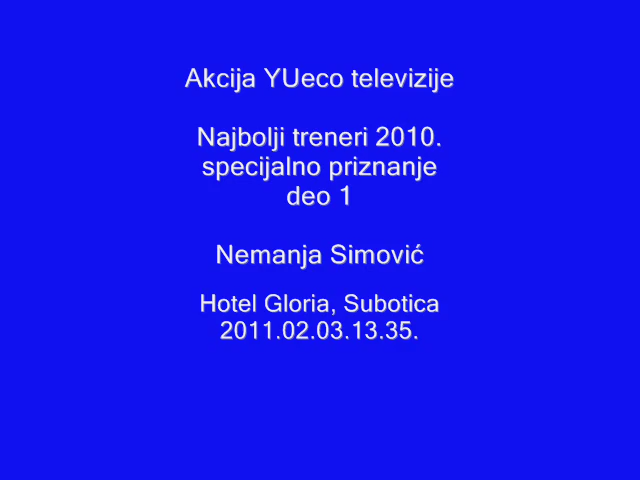 Akcija YUeco televizije
Najbolji treneri 2010.
specijalno priznanje
deo 1
Nemanja Simović
Hotel Gloria, Subotica
2011.02.03.13.35.